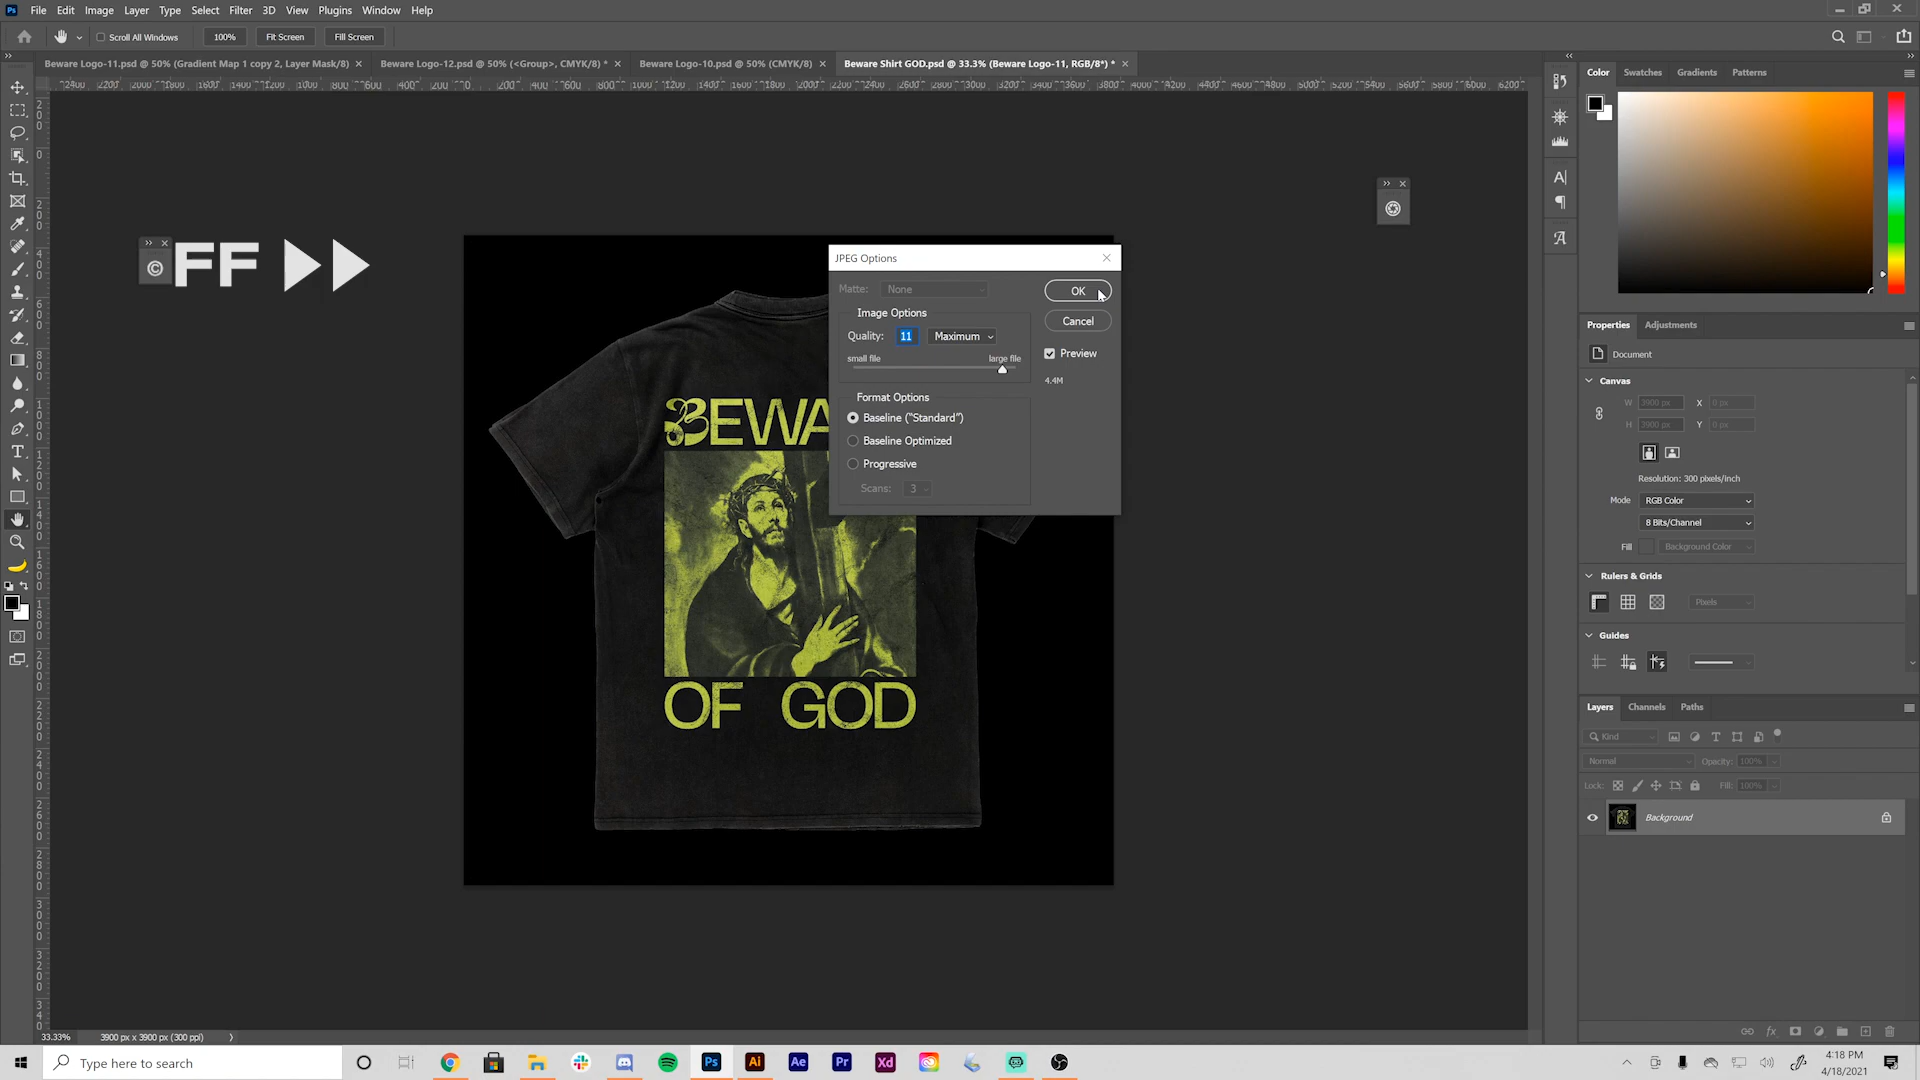 Ps File Edit Image Layer Type Select Filter 3D View Plugins Window Help
Scroll All Windows 100% Fit Screen Fill Screen
Beware Logo-11.psd @ 50% (Gradient Map 1 copy 2, Layer Mask/8) × Beware Logo-12.psd @ 50% (<Group>, CMYK/8) * × Beware Logo-10.psd @ 50% (CMYK/8) × Beware Shirt GOD.psd @ 33.3% (Beware Logo-11, RGB/8*) * ×
FF
BEWA
OF GOD
JPEG Options
Matte: None
OK
Cancel
Preview
4.4M
Image Options
Quality: 11 Maximum
small file large file
Format Options
Baseline ("Standard")
Baseline Optimized
Progressive
Scans: 3
Color Swatches Gradients Patterns
Properties Adjustments
Document
Canvas
W 3900 px X 0 px
H 3900 px Y 0 px
Resolution: 300 pixels/inch
Mode RGB Color
8 Bits/Channel
Fill Background Color
Rulers & Grids
Pixels
Guides
Layers Channels Paths
Kind
Normal Opacity: 100%
Lock: Fill: 100%
Background
33.33% 3900 px x 3900 px (300 ppi)
Type here to search
Ps Ai Ae Pr Xd
4:18 PM
4/18/2021